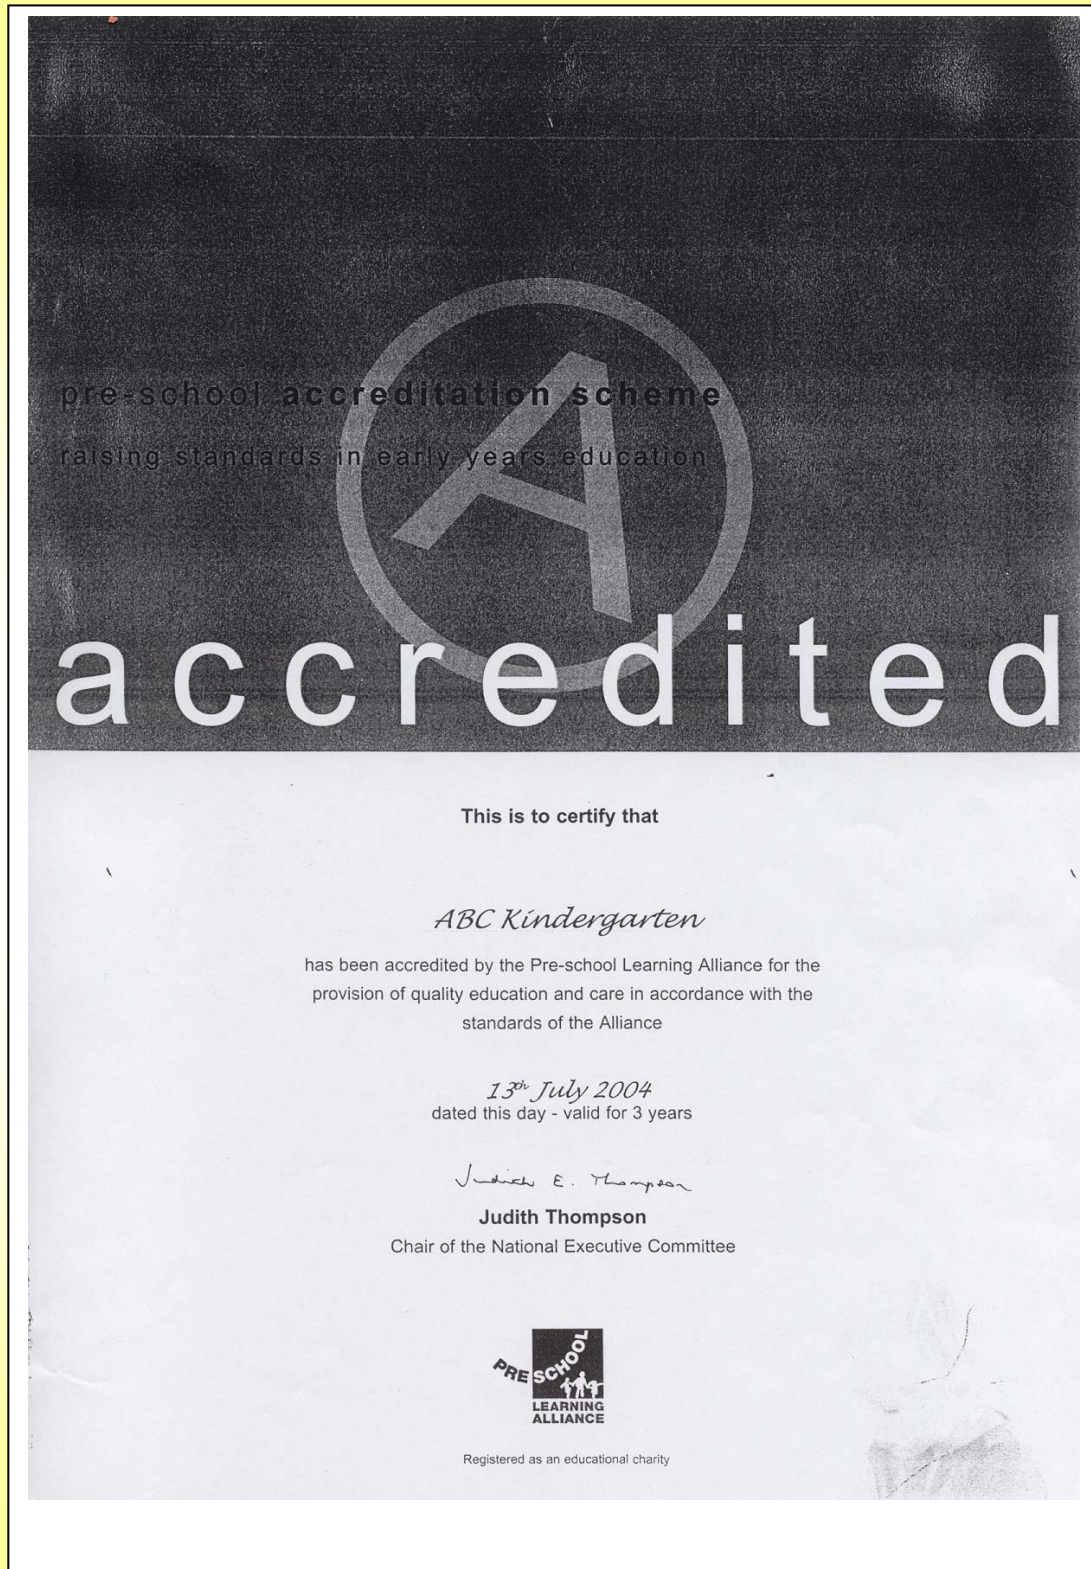 pre-school accreditation scheme
raising standards in early years education
A
accredited
This is to certify that
ABC Kindergarten
has been accredited by the Pre-school Learning Alliance for the
provision of quality education and care in accordance with the
standards of the Alliance
13th July 2004
dated this day - valid for 3 years
Judith E. Thompson
Judith Thompson
Chair of the National Executive Committee
PRE SCHOOL
LEARNING
ALLIANCE
Registered as an educational charity